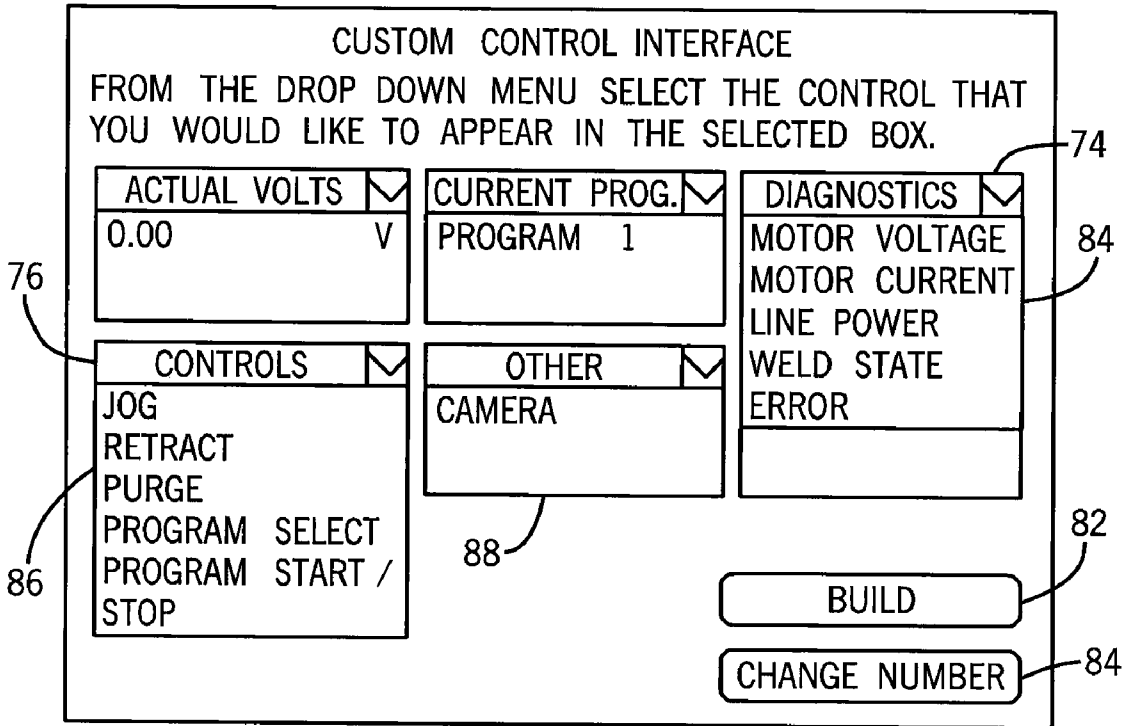 CUSTOM CONTROL INTERFACE
FROM THE DROP DOWN MENU SELECT THE CONTROL THAT
YOU WOULD LIKE TO APPEAR IN THE SELECTED BOX.
74
ACTUAL VOLTS
0.00 V
CURRENT PROG.
PROGRAM 1
DIAGNOSTICS
MOTOR VOLTAGE
MOTOR CURRENT
LINE POWER
WELD STATE
ERROR
84
76
CONTROLS
JOG
RETRACT
PURGE
PROGRAM SELECT
PROGRAM START /
STOP
86
OTHER
CAMERA
88
82
BUILD
CHANGE NUMBER
84